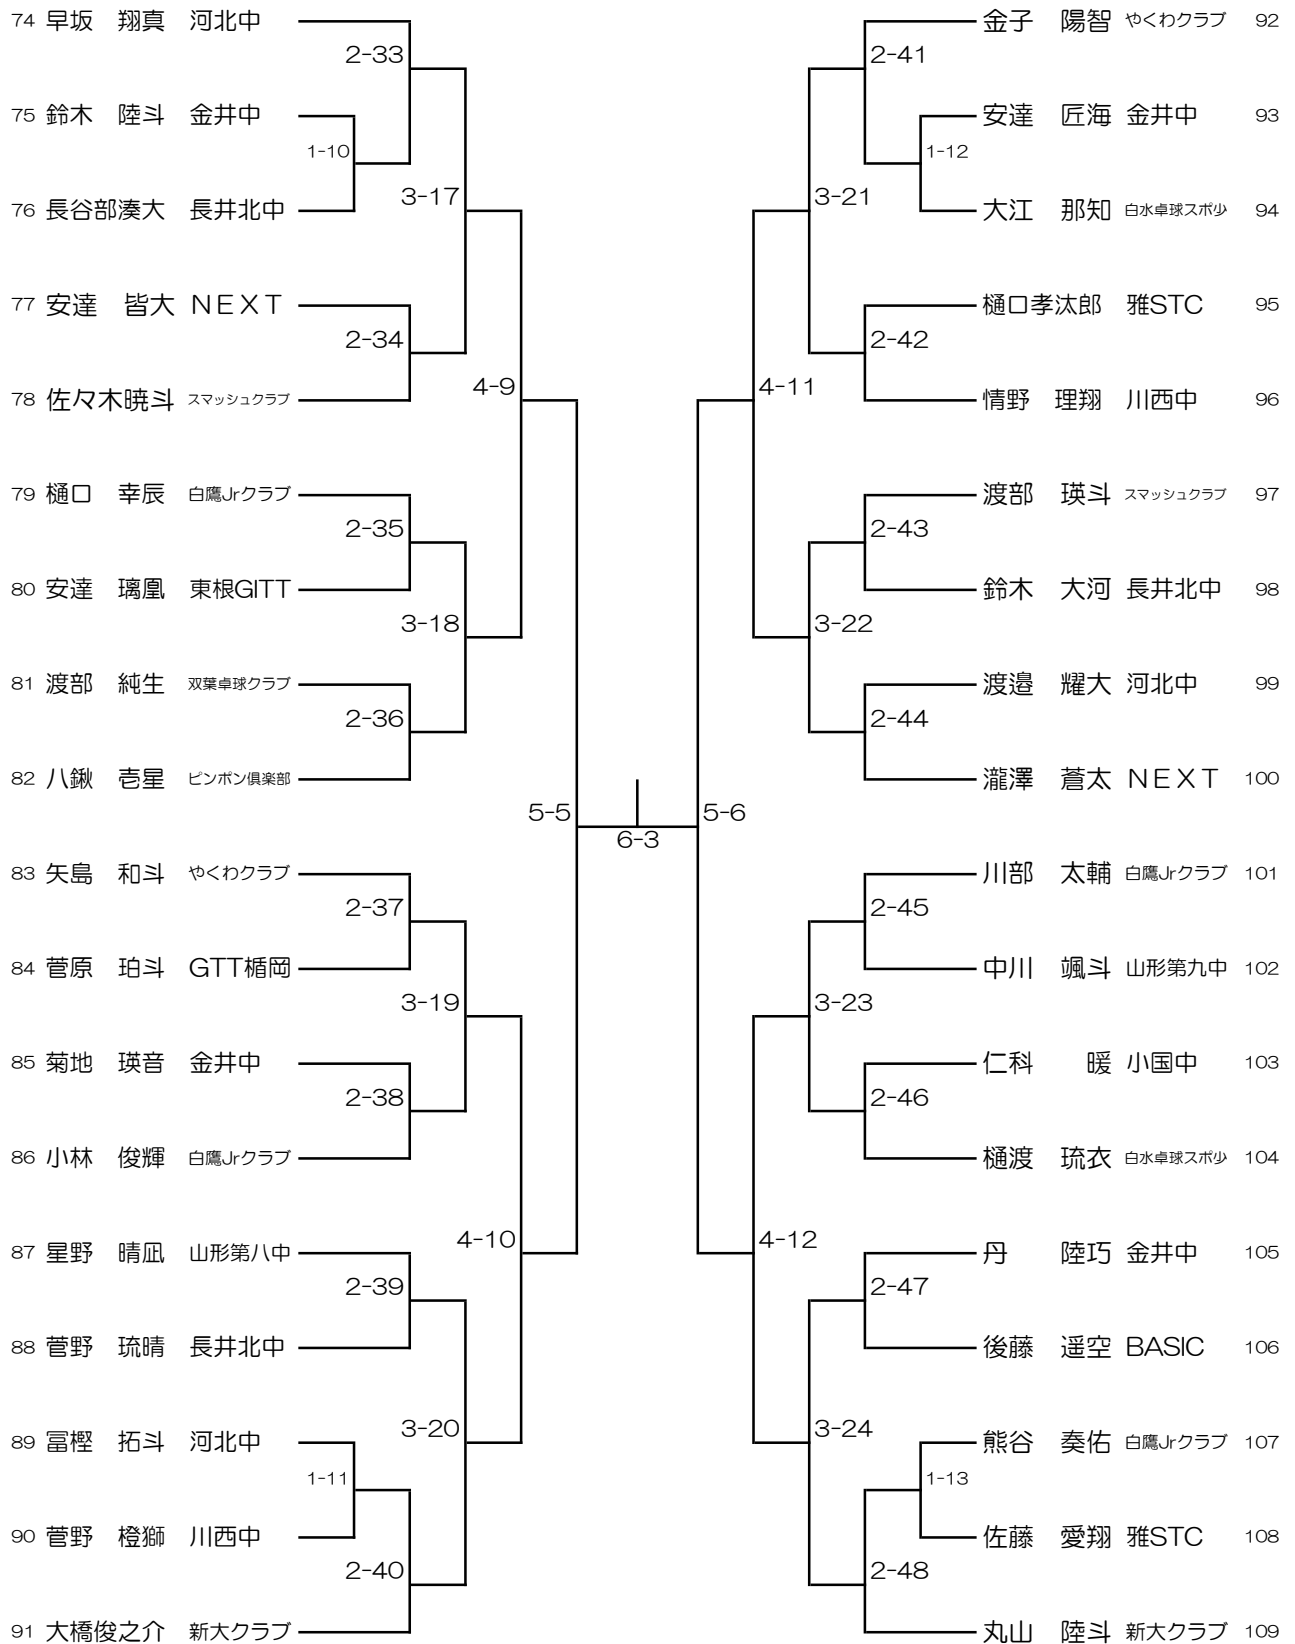 74 早坂　翔真　河北中
2-33
75 鈴木　陸斗　金井中
1-10
76 長谷部湊大　長井北中
3-17
77 安達　皆大　ＮＥＸＴ
2-34
78 佐々木暁斗　スマッシュクラブ
4-9
79 樋口　幸辰　白鷹Jrクラブ
2-35
80 安達　璃凰　東根GITT
3-18
81 渡部　純生　双葉卓球クラブ
2-36
82 八鍬　壱星　ピンポン倶楽部
5-5
83 矢島　和斗　やくわクラブ
2-37
84 菅原　珀斗　GTT楯岡
3-19
85 菊地　瑛音　金井中
2-38
86 小林　俊輝　白鷹Jrクラブ
4-10
87 星野　晴凪　山形第八中
2-39
88 菅野　琉晴　長井北中
3-20
89 冨樫　拓斗　河北中
1-11
90 菅野　橙獅　川西中
2-40
91 大橋俊之介　新大クラブ
6-3
金子　陽智　やくわクラブ　92
2-41
安達　匠海　金井中　93
1-12
大江　那知　白水卓球スポ少　94
3-21
樋口孝汰郎　雅STC　95
2-42
情野　理翔　川西中　96
4-11
渡部　瑛斗　スマッシュクラブ　97
2-43
鈴木　大河　長井北中　98
3-22
渡邉　耀大　河北中　99
2-44
瀧澤　蒼太　ＮＥＸＴ　100
5-6
川部　太輔　白鷹Jrクラブ　101
2-45
中川　颯斗　山形第九中　102
3-23
仁科　暖　小国中　103
2-46
樋渡　琉衣　白水卓球スポ少　104
4-12
丹　陸巧　金井中　105
2-47
後藤　遥空　BASIC　106
3-24
熊谷　奏佑　白鷹Jrクラブ　107
1-13
佐藤　愛翔　雅STC　108
2-48
丸山　陸斗　新大クラブ　109